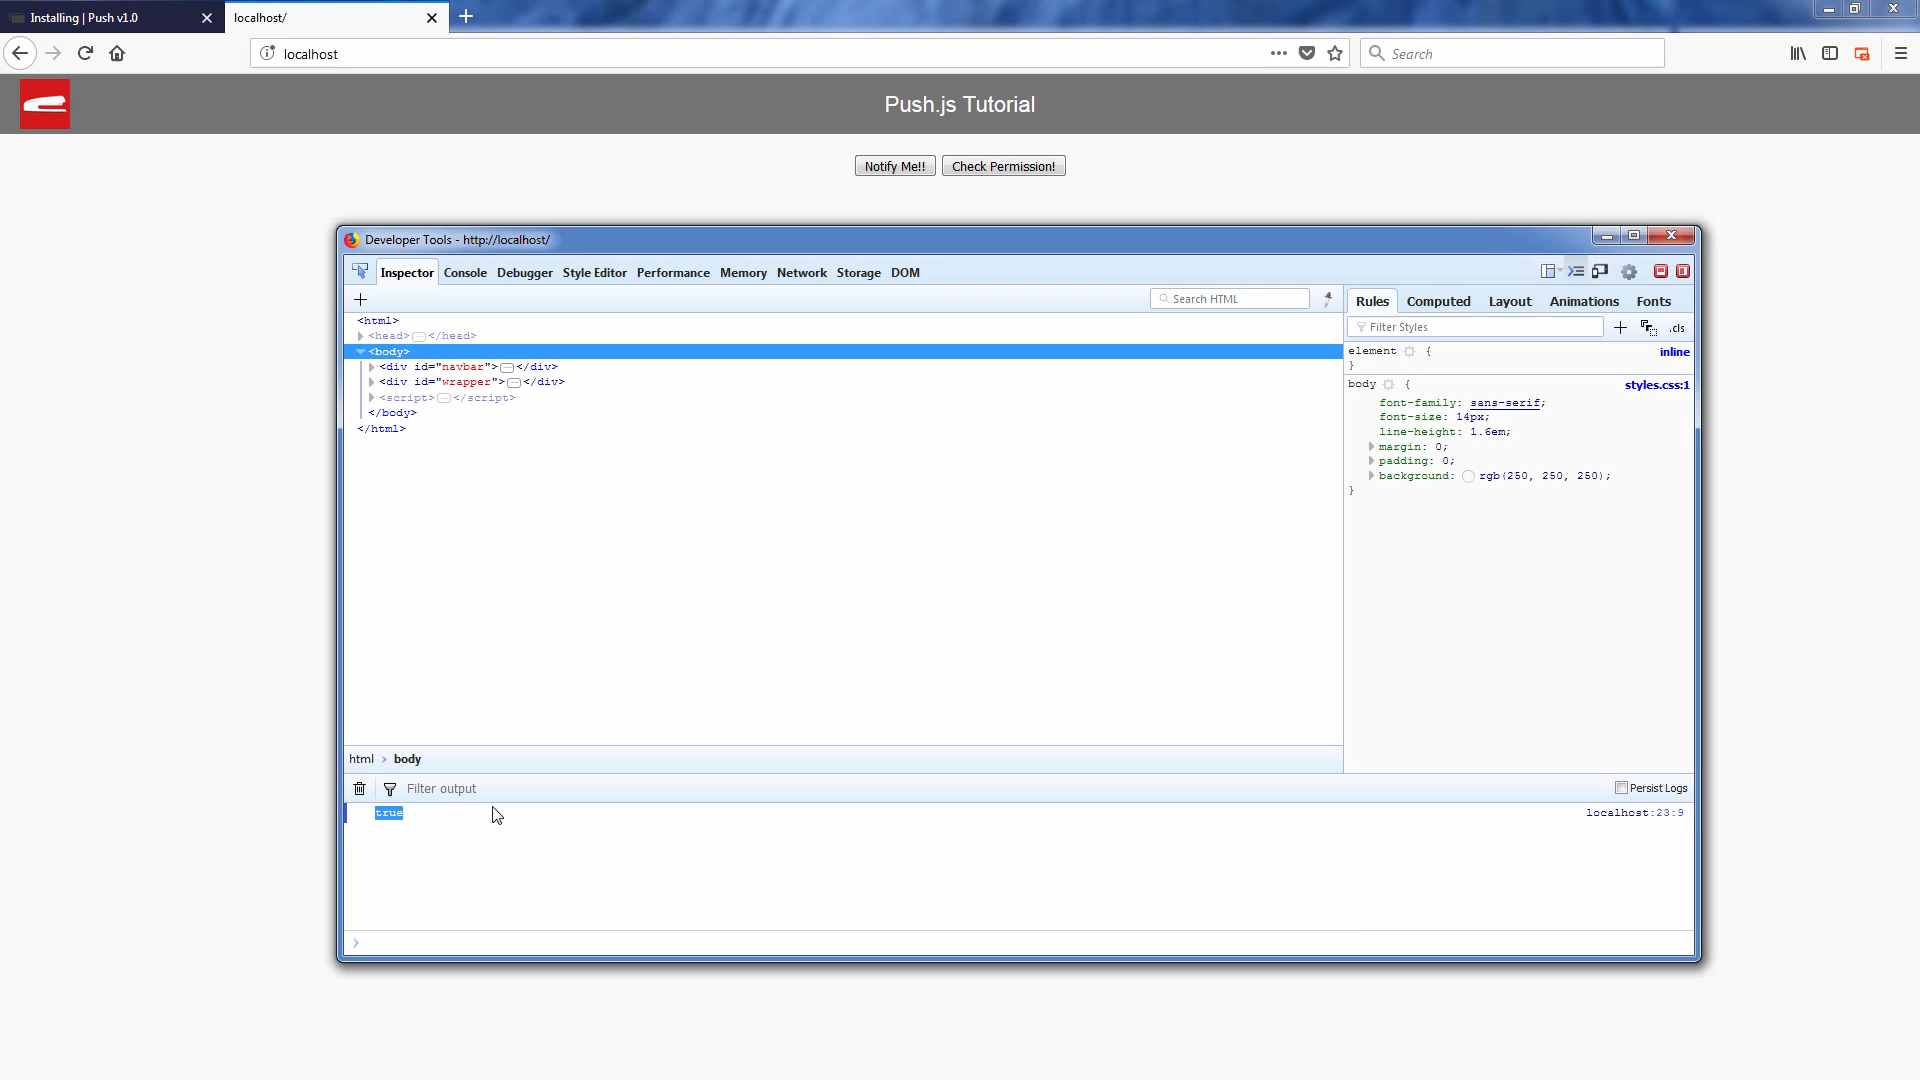 Installing | Push v1.0
localhost/
localhost
Search
Push.js Tutorial
Notify Me!!
Check Permission!
Developer Tools - http://localhost/
Inspector Console Debugger Style Editor Performance Memory Network Storage DOM
Search HTML
<html>
<head></head>
<body>
<div id="navbar"></div>
<div id="wrapper"></div>
<script></script>
</body>
</html>
Rules Computed Layout Animations Fonts
Filter Styles
.cls
element {
inline
}
body {
styles.css:1
font-family: sans-serif;
font-size: 14px;
line-height: 1.6em;
margin: 0;
padding: 0;
background: rgb(250, 250, 250);
}
html > body
Filter output
Persist Logs
true
localhost:23:9